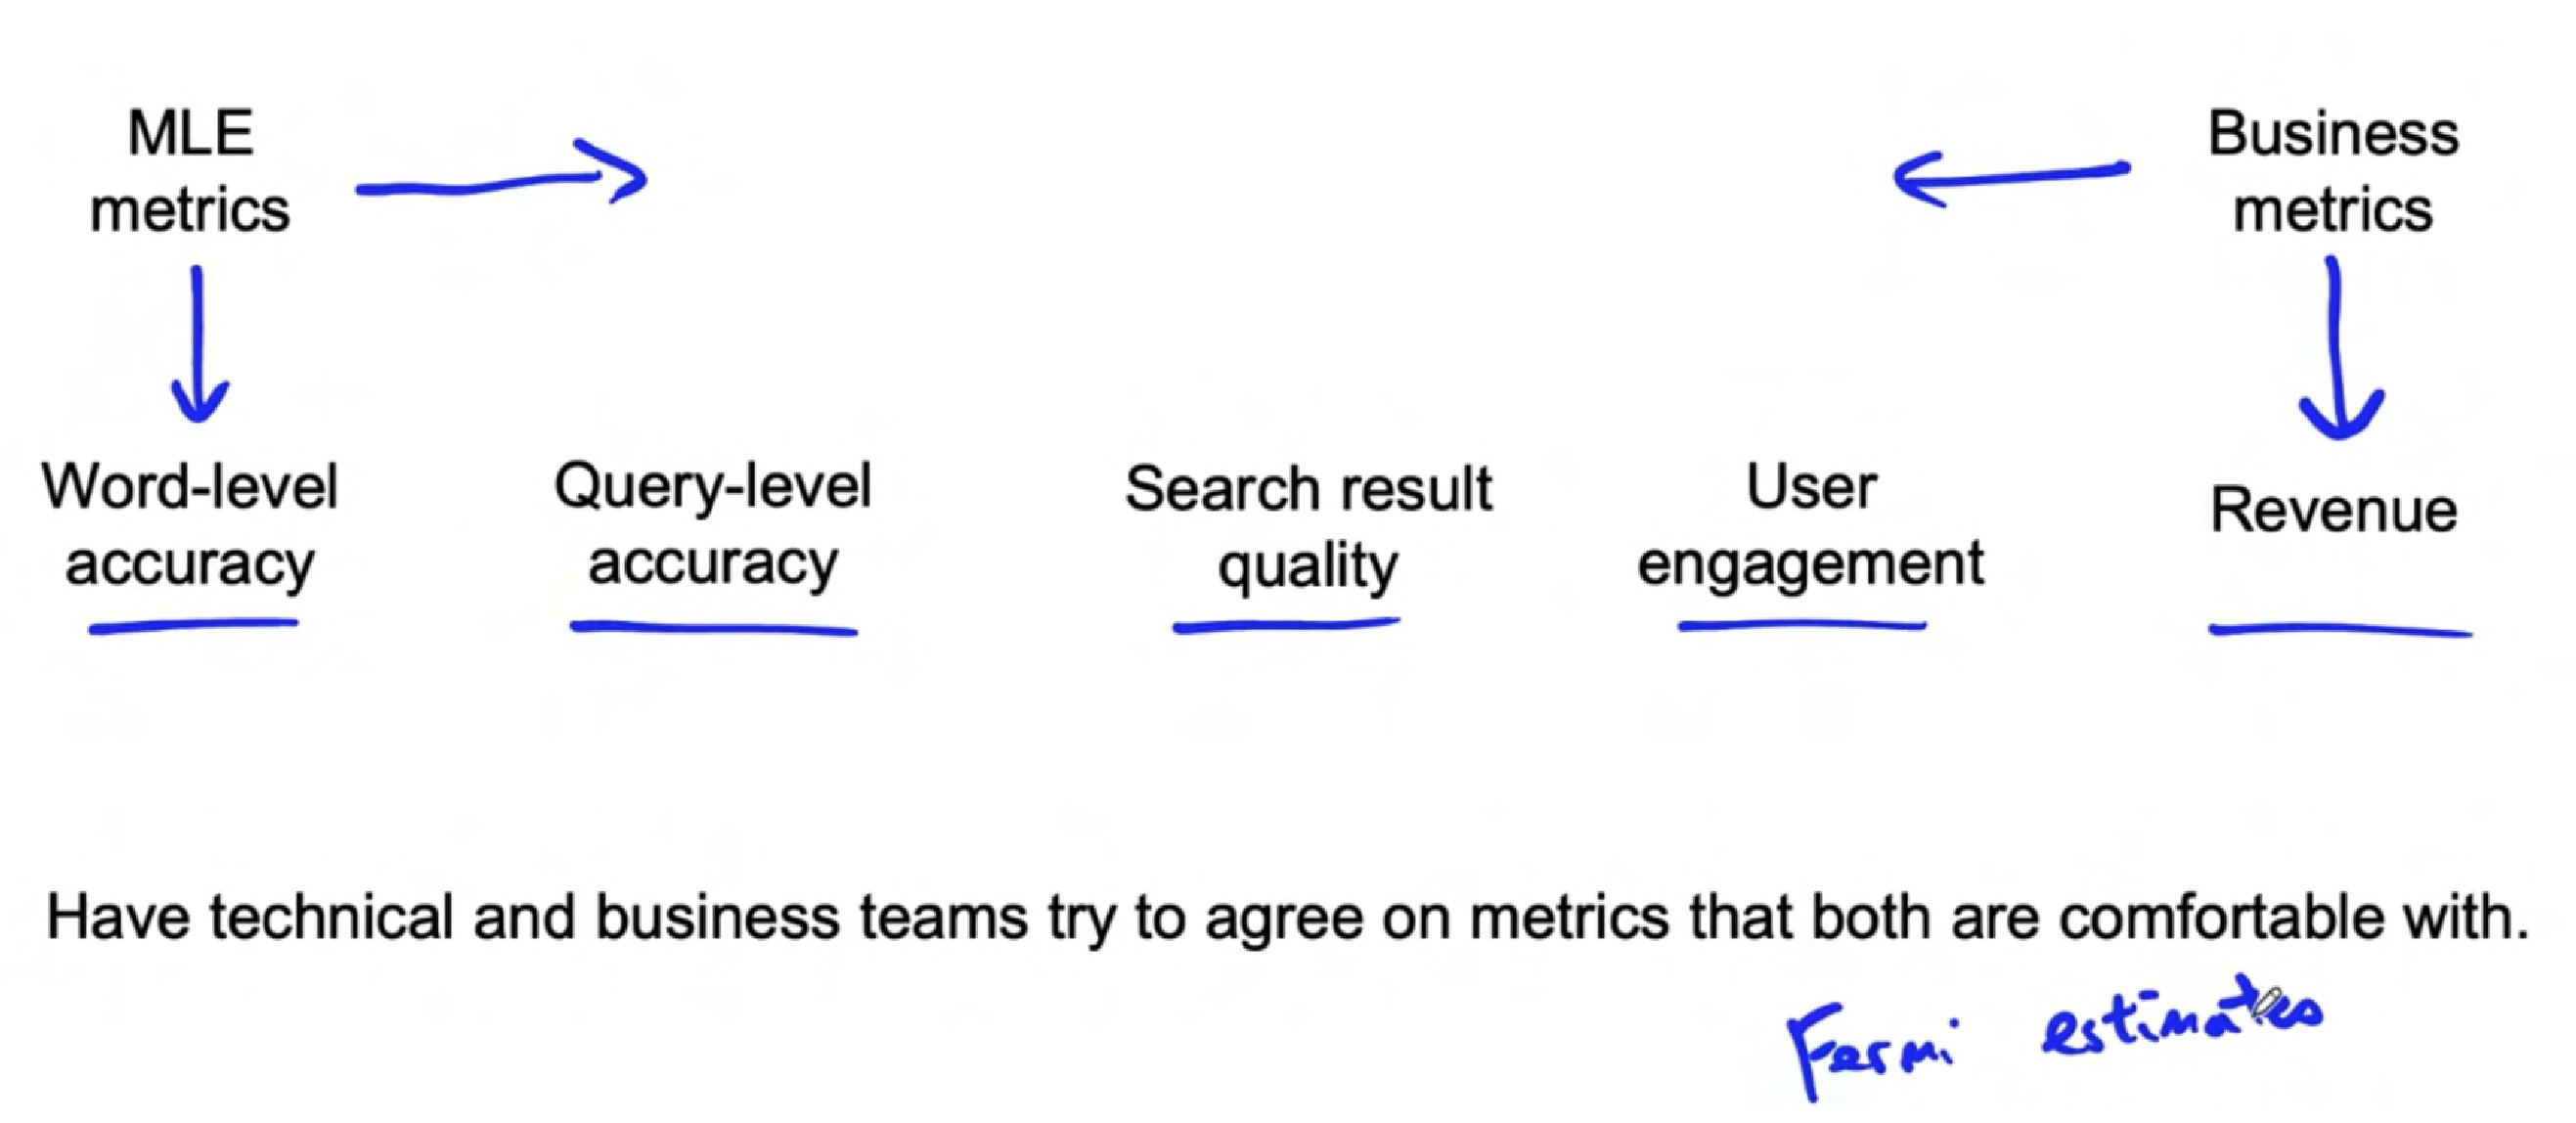 MLE
metrics
Business
metrics
Word-level
accuracy
Query-level
accuracy
Search result
quality
User
engagement
Revenue
Have technical and business teams try to agree on metrics that both are comfortable with.
Fermi estimates